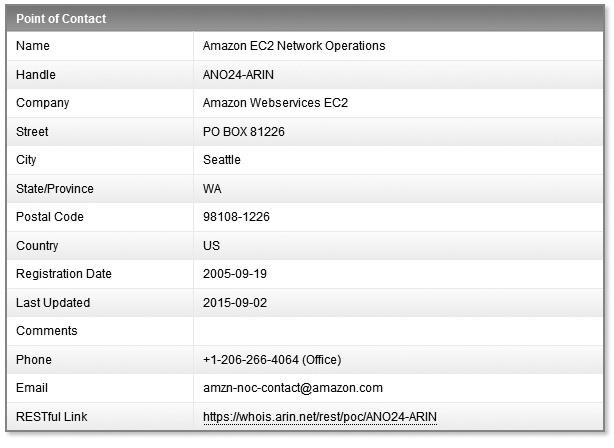 Point of Contact
Name Amazon EC2 Network Operations
Handle ANO24-ARIN
Company Amazon Webservices EC2
Street PO BOX 81226
City Seattle
State/Province WA
Postal Code 98108-1226
Country US
Registration Date 2005-09-19
Last Updated 2015-09-02
Comments
Phone +1-206-266-4064 (Office)
Email amzn-noc-contact@amazon.com
RESTful Link https://whois.arin.net/rest/poc/ANO24-ARIN